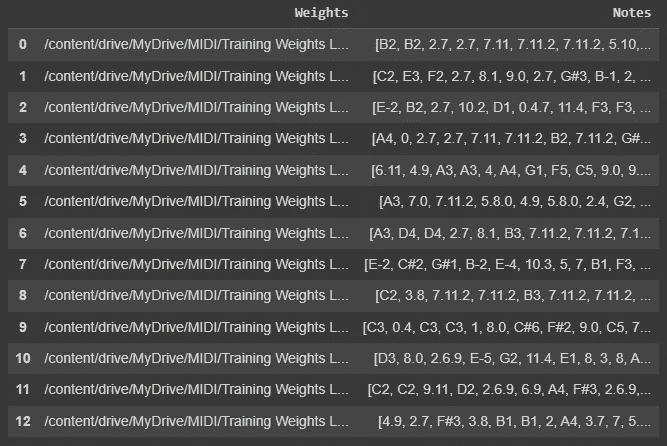 Weights Notes
0 /content/drive/MyDrive/MIDI/Training Weights L... [B2, B2, 2.7, 2.7, 7.11, 7.11.2, 7.11.2, 5.10,...
1 /content/drive/MyDrive/MIDI/Training Weights L... [C2, E3, F2, 2.7, 8.1, 9.0, 2.7, G#3, B-1, 2, ...
2 /content/drive/MyDrive/MIDI/Training Weights L... [E-2, B2, 2.7, 10.2, D1, 0.4.7, 11.4, F3, F3, ...
3 /content/drive/MyDrive/MIDI/Training Weights L... [A4, 0, 2.7, 2.7, 7.11, 7.11.2, B2, 7.11.2, G#...
4 /content/drive/MyDrive/MIDI/Training Weights L... [6.11, 4.9, A3, A3, 4, A4, G1, F5, C5, 9.0, 9....
5 /content/drive/MyDrive/MIDI/Training Weights L... [A3, 7.0, 7.11.2, 5.8.0, 4.9, 5.8.0, 2.4, G2, ...
6 /content/drive/MyDrive/MIDI/Training Weights L... [A3, D4, D4, 2.7, 8.1, B3, 7.11.2, 7.11.2, 7.1...
7 /content/drive/MyDrive/MIDI/Training Weights L... [E-2, C#2, G#1, B-2, E-4, 10.3, 5, 7, B1, F3, ...
8 /content/drive/MyDrive/MIDI/Training Weights L... [C2, 3.8, 7.11.2, 7.11.2, B3, 7.11.2, 7.11.2, ...
9 /content/drive/MyDrive/MIDI/Training Weights L... [C3, 0.4, C3, C3, 1, 8.0, C#6, F#2, 9.0, C5, 7...
10 /content/drive/MyDrive/MIDI/Training Weights L... [D3, 8.0, 2.6.9, E-5, G2, 11.4, E1, 8, 3, 8, A...
11 /content/drive/MyDrive/MIDI/Training Weights L... [C2, C2, 9.11, D2, 2.6.9, 6.9, A4, F#3, 2.6.9,...
12 /content/drive/MyDrive/MIDI/Training Weights L... [4.9, 2.7, F#3, 3.8, B1, B1, 2, A4, 3.7, 7, 5....